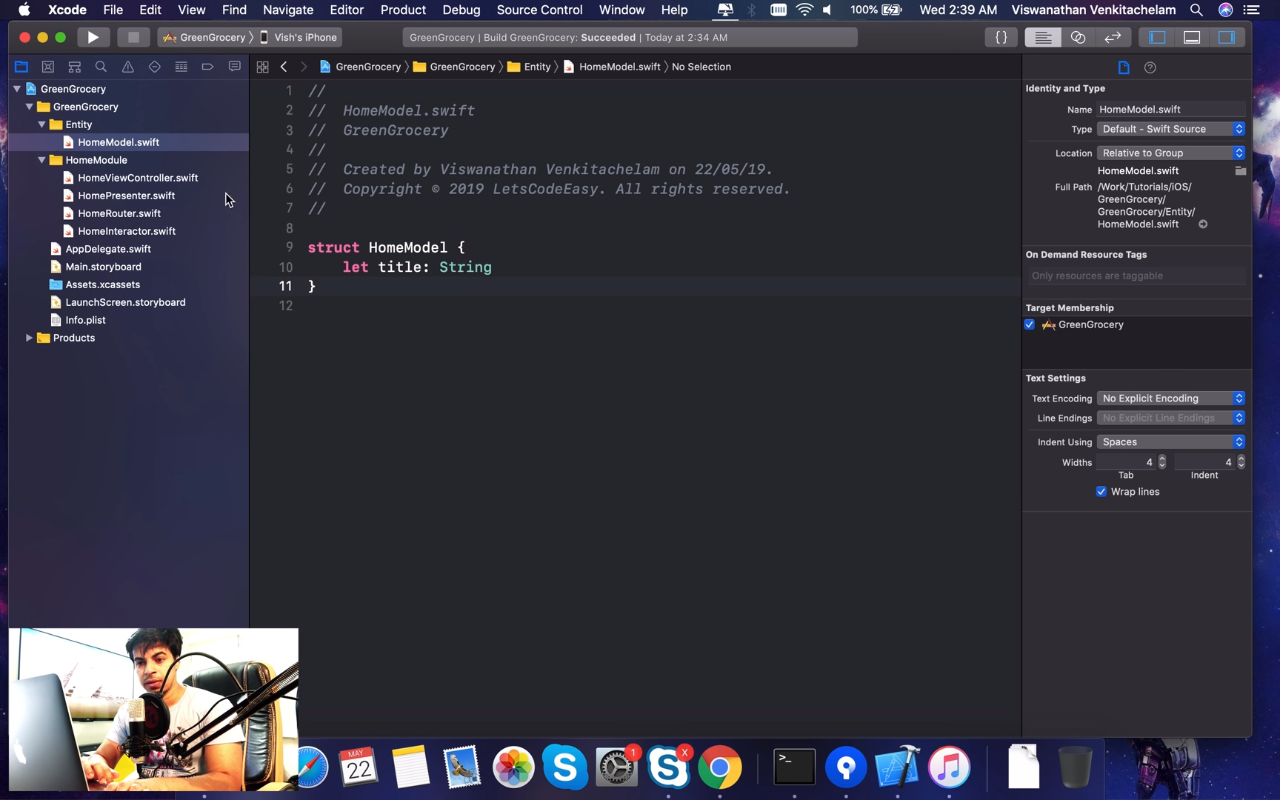 Xcode File Edit View Find Navigate Editor Product Debug Source Control Window Help 100% Wed 2:39 AM Viswanathan Venkitachelam
GreenGrocery Vish's iPhone GreenGrocery | Build GreenGrocery: Succeeded | Today at 2:34 AM {}
GreenGrocery GreenGrocery Entity HomeModel.swift No Selection
GreenGrocery
GreenGrocery
Entity
HomeModel.swift
HomeModule
HomeViewController.swift
HomePresenter.swift
HomeRouter.swift
HomeInteractor.swift
AppDelegate.swift
Main.storyboard
Assets.xcassets
LaunchScreen.storyboard
Info.plist
Products
1 //
2 // HomeModel.swift
3 // GreenGrocery
4 //
5 // Created by Viswanathan Venkitachelam on 22/05/19.
6 // Copyright © 2019 LetsCodeEasy. All rights reserved.
7 //
8
9 struct HomeModel {
10 let title: String
11 }
12
Identity and Type
Name HomeModel.swift
Type Default - Swift Source
Location Relative to Group
HomeModel.swift
Full Path /Work/Tutorials/iOS/
GreenGrocery/
GreenGrocery/Entity/
HomeModel.swift
On Demand Resource Tags
Only resources are taggable
Target Membership
GreenGrocery
Text Settings
Text Encoding No Explicit Encoding
Line Endings No Explicit Line Endings
Indent Using Spaces
Widths 4 4
Tab Indent
Wrap lines
MAY
22
1
X
>_